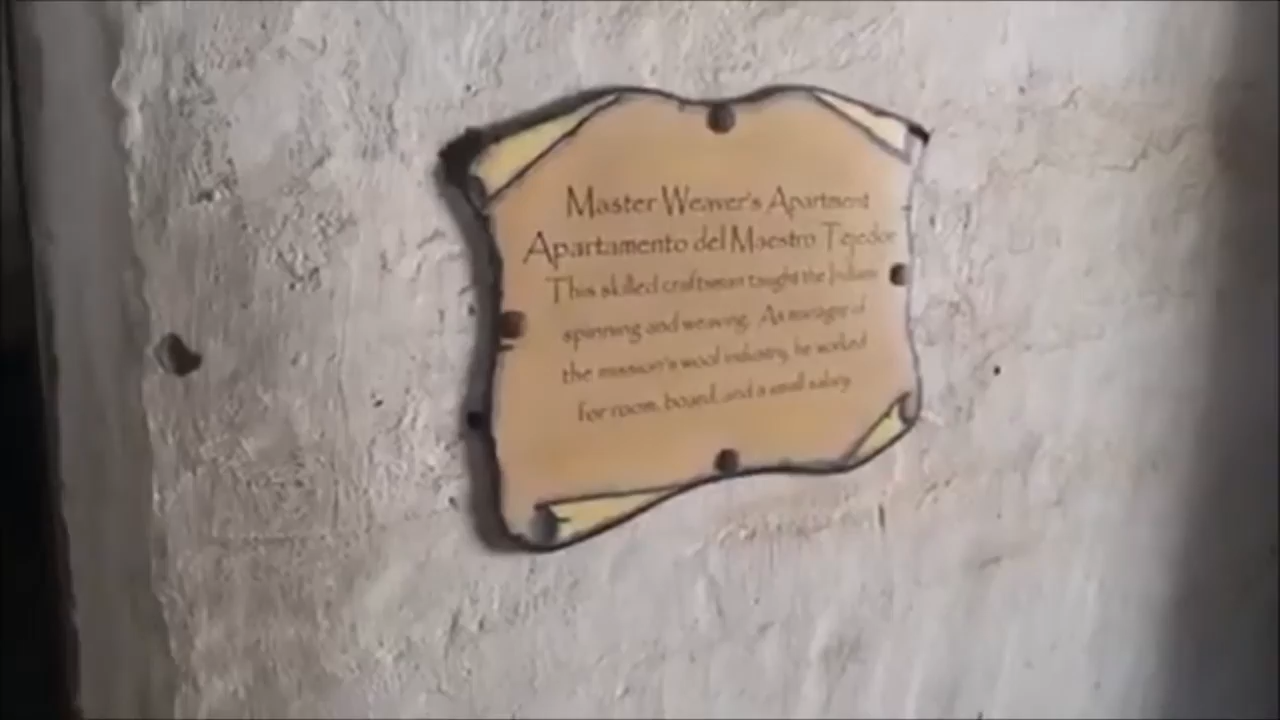 Master Weaver's Apartment
Apartamento del Maestro Tejedor
This skilled craftsman taught the Indians
spinning and weaving. As manager of
the mission's wool industry, he worked
for room, board, and a small salary.